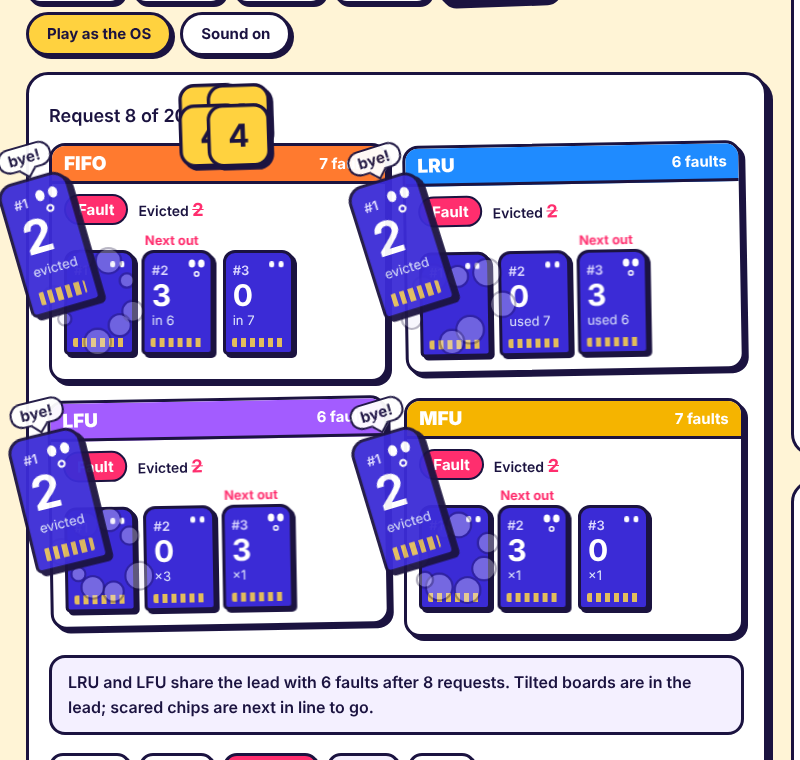 Play as the OS
Sound on
Request 8 of 20
4
4
bye!
FIFO
7 fa
#1
2
evicted
Fault
Evicted 2
Next out
#2
3
in 6
#3
0
in 7
bye!
LRU
6 faults
#1
2
evicted
Fault
Evicted 2
Next out
#2
0
used 7
#3
3
used 6
bye!
LFU
6 fau
#1
2
evicted
Fault
Evicted 2
Next out
#2
0
×3
#3
3
×1
bye!
MFU
7 faults
#1
2
evicted
Fault
Evicted 2
Next out
#2
3
×1
#3
0
×1
LRU and LFU share the lead with 6 faults after 8 requests. Tilted boards are in the
lead; scared chips are next in line to go.